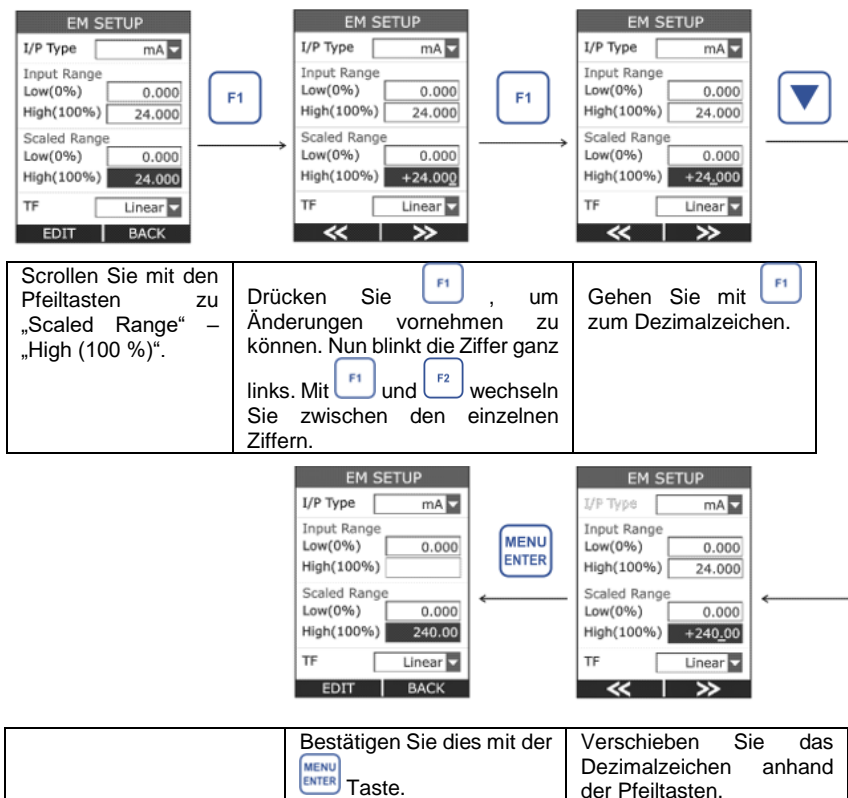 EM SETUP
I/P Type mA
Input Range
Low(0%) 0.000
High(100%) 24.000
Scaled Range
Low(0%) 0.000
High(100%) 24.000
TF Linear
EDIT BACK
F1
EM SETUP
I/P Type mA
Input Range
Low(0%) 0.000
High(100%) 24.000
Scaled Range
Low(0%) 0.000
High(100%) +24.000
TF Linear
<< >>
F1
EM SETUP
I/P Type mA
Input Range
Low(0%) 0.000
High(100%) 24.000
Scaled Range
Low(0%) 0.000
High(100%) +24.000
TF Linear
<< >>
Scrollen Sie mit den
Pfeiltasten zu
„Scaled Range“ –
„High (100 %)“.
Drücken Sie F1 , um
Änderungen vornehmen zu
können. Nun blinkt die Ziffer ganz
links. Mit F1 und F2 wechseln
Sie zwischen den einzelnen
Ziffern.
Gehen Sie mit F1
zum Dezimalzeichen.
EM SETUP
I/P Type mA
Input Range
Low(0%) 0.000
High(100%)
Scaled Range
Low(0%) 0.000
High(100%) 240.00
TF Linear
EDIT BACK
MENU
ENTER
EM SETUP
I/P Type mA
Input Range
Low(0%) 0.000
High(100%) 24.000
Scaled Range
Low(0%) 0.000
High(100%) +240.00
TF Linear
<< >>
Bestätigen Sie dies mit der
MENU
ENTER Taste.
Verschieben Sie das
Dezimalzeichen anhand
der Pfeiltasten.